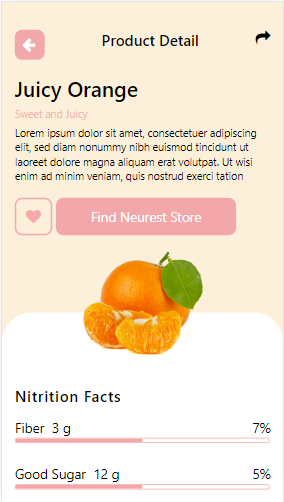 Product Detail
Juicy Orange
Sweet and Juicy
Lorem ipsum dolor sit amet, consectetuer adipiscing
elit, sed diam nonummy nibh euismod tincidunt ut
laoreet dolore magna aliquam erat volutpat. Ut wisi
enim ad minim veniam, quis nostrud exerci tation
Find Neurest Store
Nitrition Facts
Fiber 3 g 7%
Good Sugar 12 g 5%